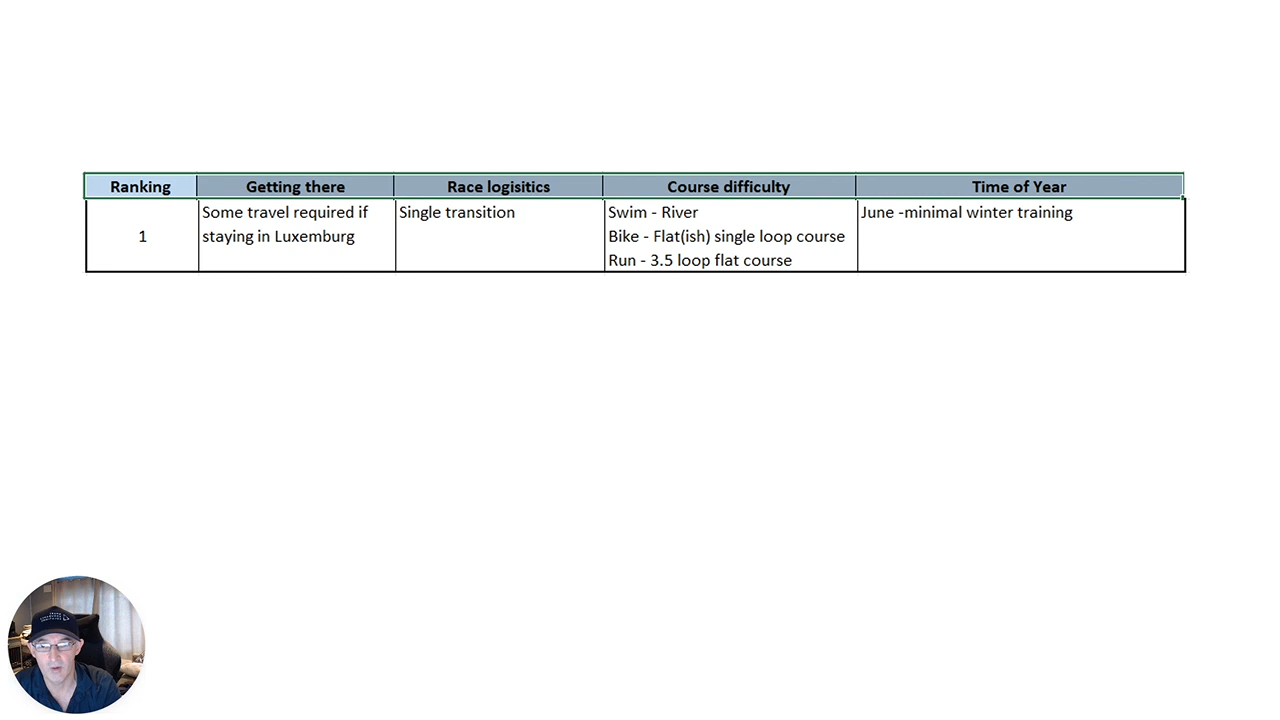 Ranking Getting there Race logisitics Course difficulty Time of Year
1
Some travel required if
staying in Luxemburg
Single transition
Swim - River
Bike - Flat(ish) single loop course
Run - 3.5 loop flat course
June -minimal winter training